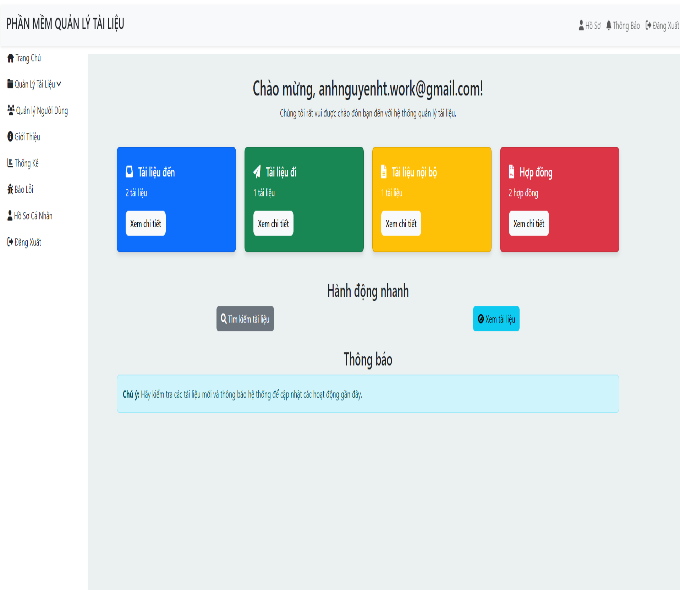 PHẦN MỀM QUẢN LÝ TÀI LIỆU
Hồ Sơ Thông Báo Đăng Xuất
Trang Chủ
Quản Lý Tài Liệu
Quản lý Người Dùng
Giới Thiệu
Thống Kê
Báo Lỗi
Hồ Sơ Cá Nhân
Đăng Xuất
Chào mừng, anhnguyenht.work@gmail.com!
Chúng tôi rất vui được chào đón bạn đến với hệ thống quản lý tài liệu.
Tài liệu đến
2 tài liệu
Xem chi tiết
Tài liệu đi
1 tài liệu
Xem chi tiết
Tài liệu nội bộ
1 tài liệu
Xem chi tiết
Hợp đồng
2 hợp đồng
Xem chi tiết
Hành động nhanh
Tìm kiếm tài liệu
Xem tài liệu
Thông báo
Chú ý: Hãy kiểm tra các tài liệu mới và thông báo hệ thống để cập nhật các hoạt động gần đây.